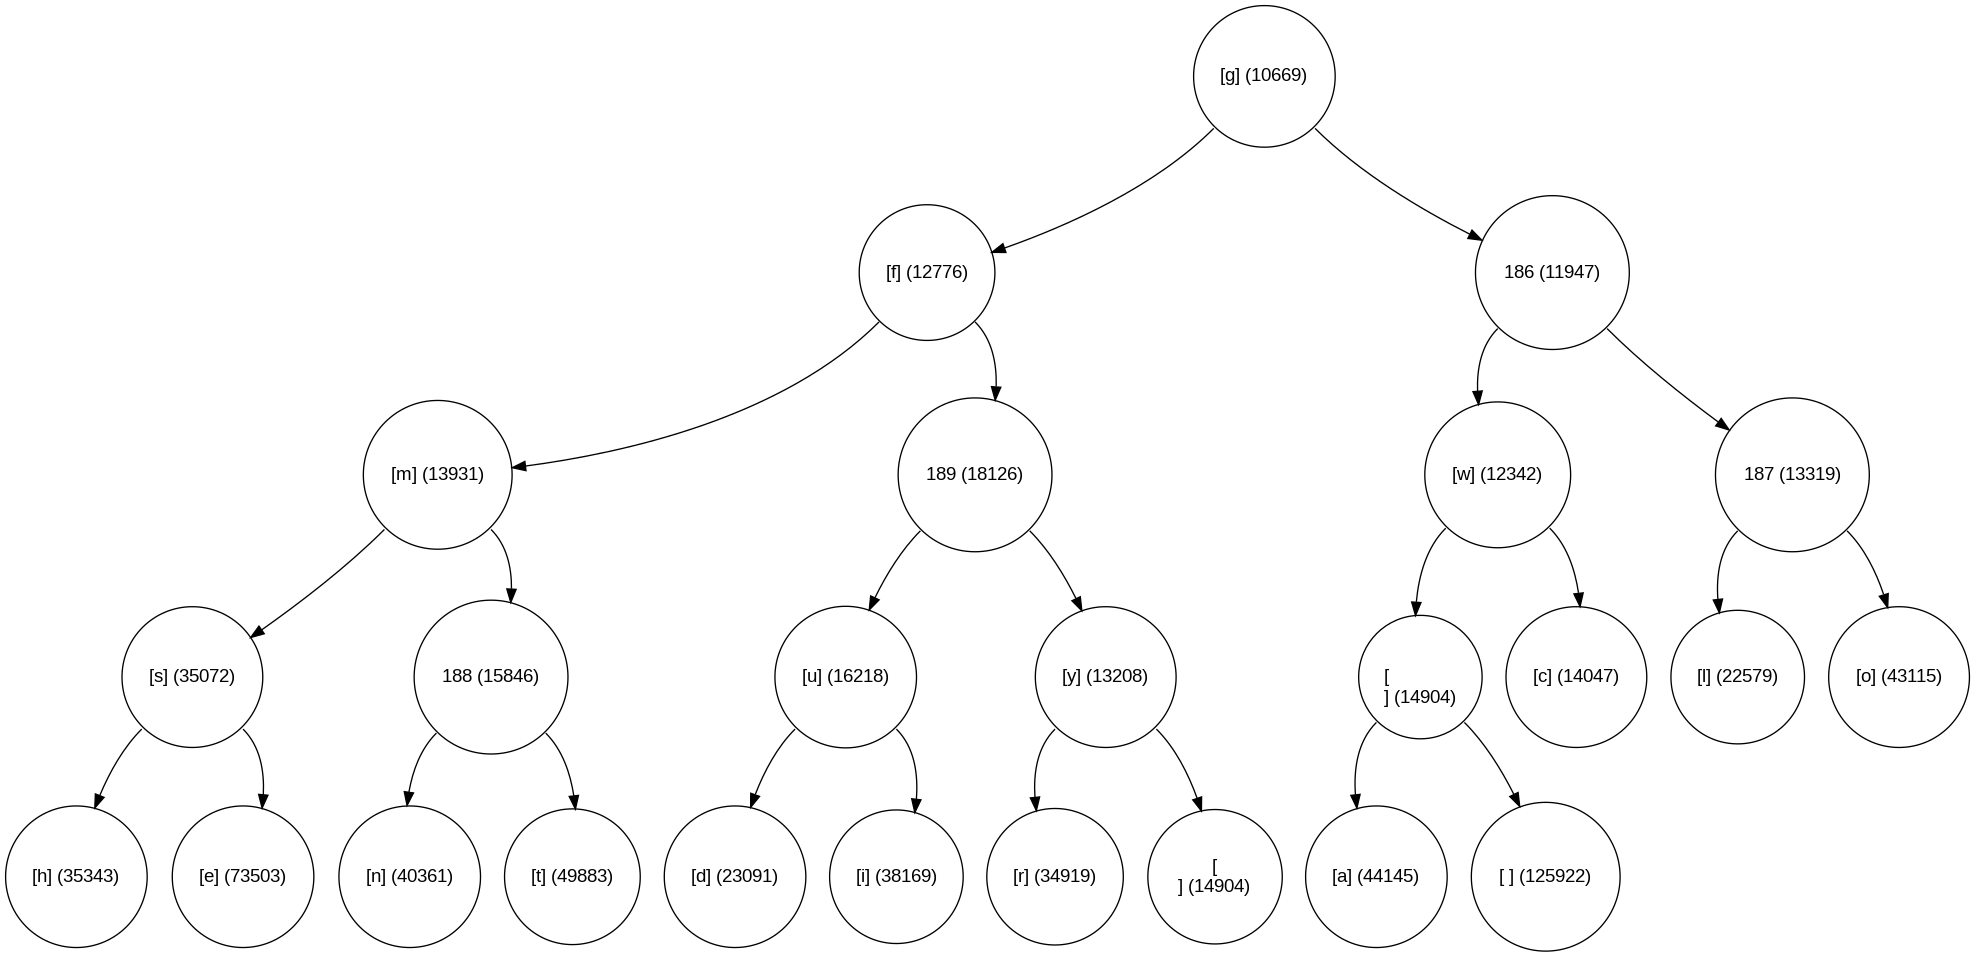 [g] (10669)
[f] (12776)
186 (11947)
[m] (13931)
189 (18126)
[w] (12342)
187 (13319)
[s] (35072)
188 (15846)
[u] (16218)
[y] (13208)
[
] (14904)
[c] (14047)
[l] (22579)
[o] (43115)
[h] (35343)
[e] (73503)
[n] (40361)
[t] (49883)
[d] (23091)
[i] (38169)
[r] (34919)
[
] (14904)
[a] (44145)
[ ] (125922)